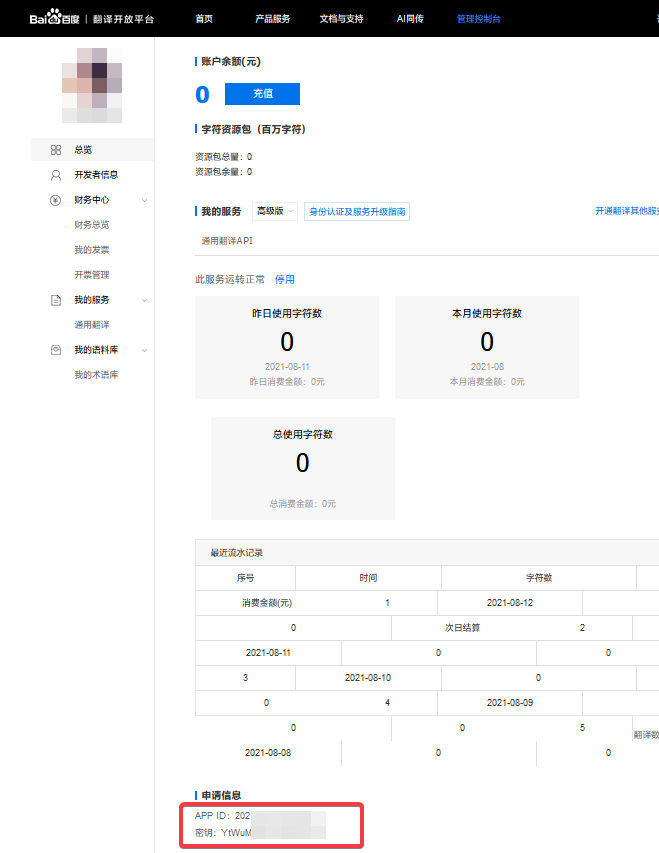 Bai百度 | 翻译开放平台 首页 产品服务 文档与支持 AI同传 管理控制台
总览
开发者信息
财务中心
财务总览
我的发票
开票管理
我的服务
通用翻译
我的语料库
我的术语库
账户余额(元)
0 充值
字符资源包（百万字符）
资源包总量：0
资源包余量：0
我的服务 高级版 身份认证及服务升级指南 开通翻译其他服
通用翻译API
此服务运转正常 停用
昨日使用字符数 本月使用字符数
0 0
2021-08-11 2021-08
昨日消费金额：0元 本月消费金额：0元
总使用字符数
0
总消费金额：0元
最近流水记录
序号 时间 字符数
消费金额(元) 1 2021-08-12
0 次日结算 2
2021-08-11 0 0
3 2021-08-10 0
0 4 2021-08-09
0 0 5 翻译数
2021-08-08 0 0
申请信息
APP ID：202
密钥：YtWuM